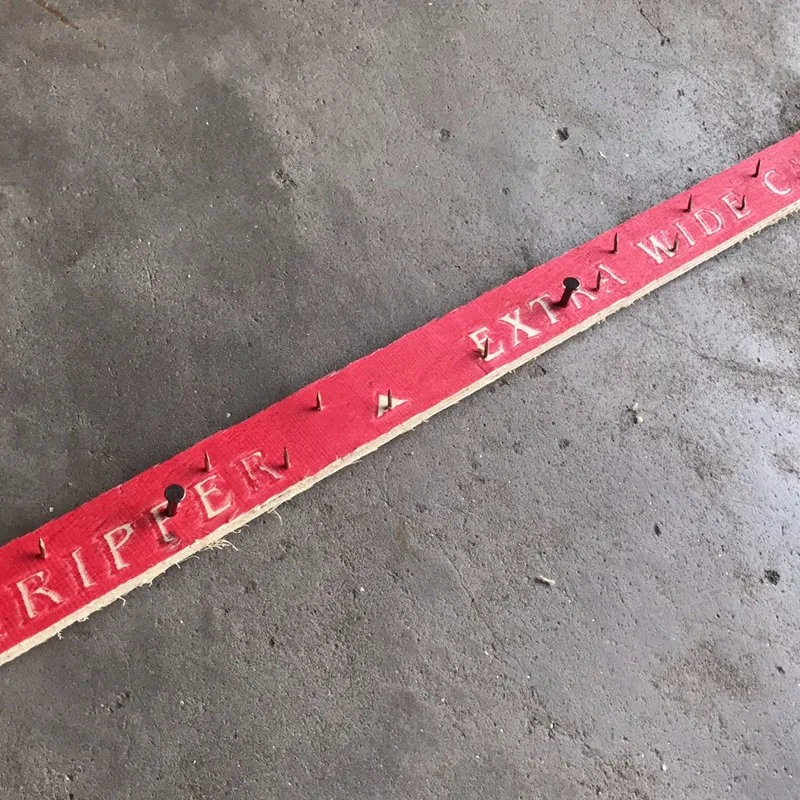 RIPPER ▲ EXTRA WIDE